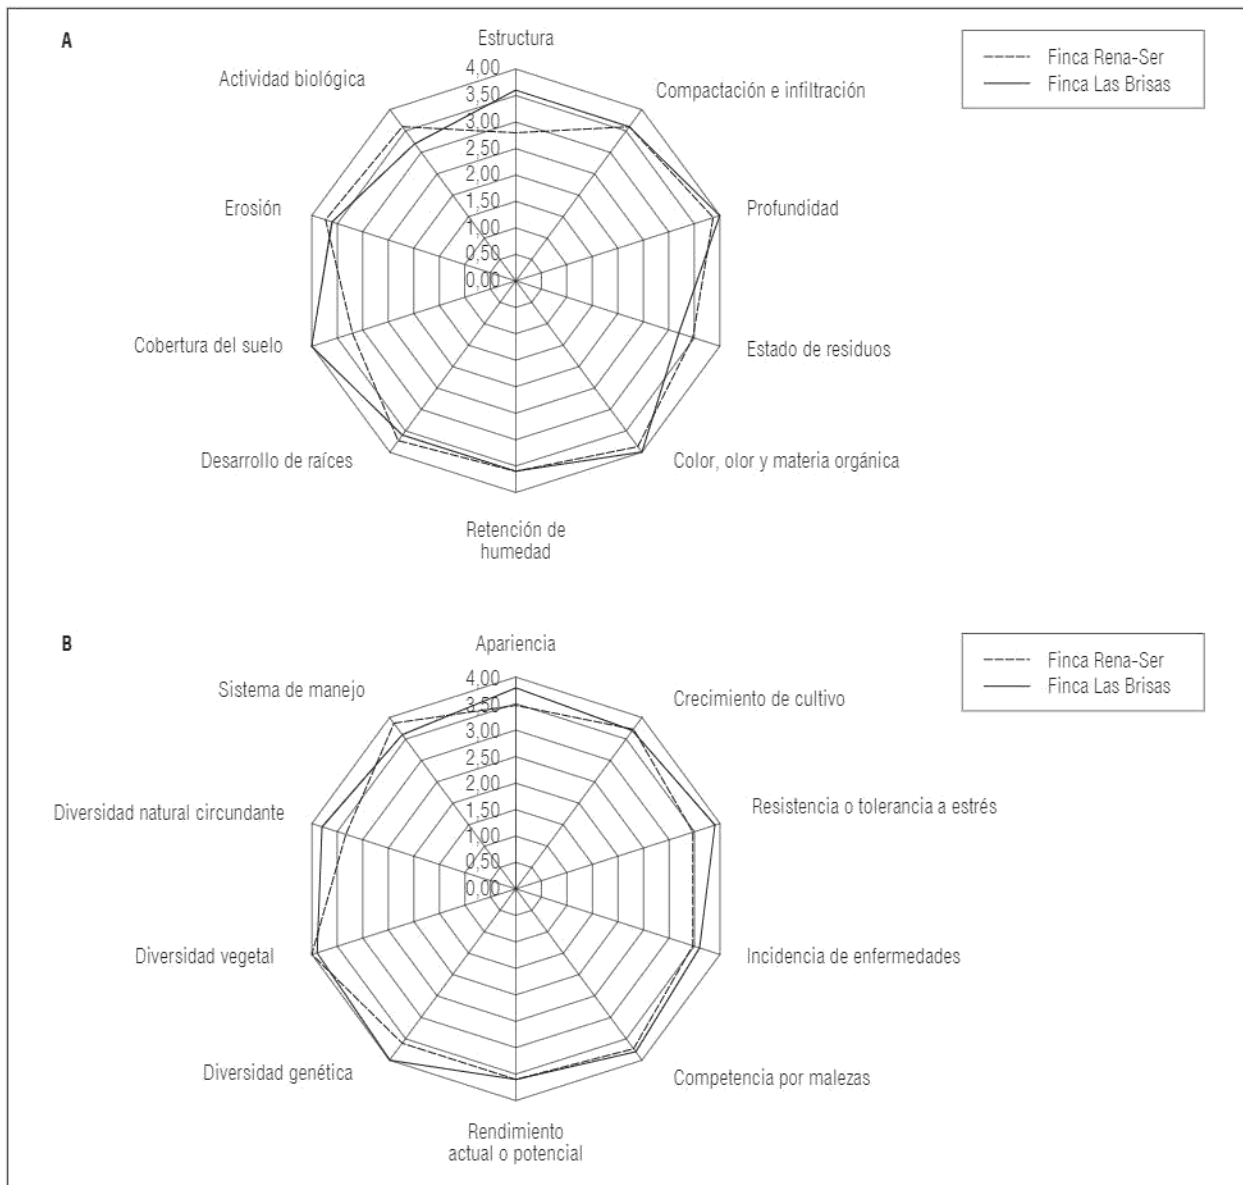 A
Estructura
Finca Rena-Ser
Finca Las Brisas
Actividad biológica
Compactación e infiltración
4,00
3,50
3,00
2,50
2,00
1,50
1,00
0,50
0,00
Erosión
Profundidad
Cobertura del suelo
Estado de residuos
Desarrollo de raíces
Color, olor y materia orgánica
Retención de
humedad
B
Apariencia
Finca Rena-Ser
Finca Las Brisas
Sistema de manejo
Crecimiento de cultivo
4,00
3,50
3,00
2,50
2,00
1,50
1,00
0,50
0,00
Diversidad natural circundante
Resistencia o tolerancia a estrés
Diversidad vegetal
Incidencia de enfermedades
Diversidad genética
Competencia por malezas
Rendimiento
actual o potencial